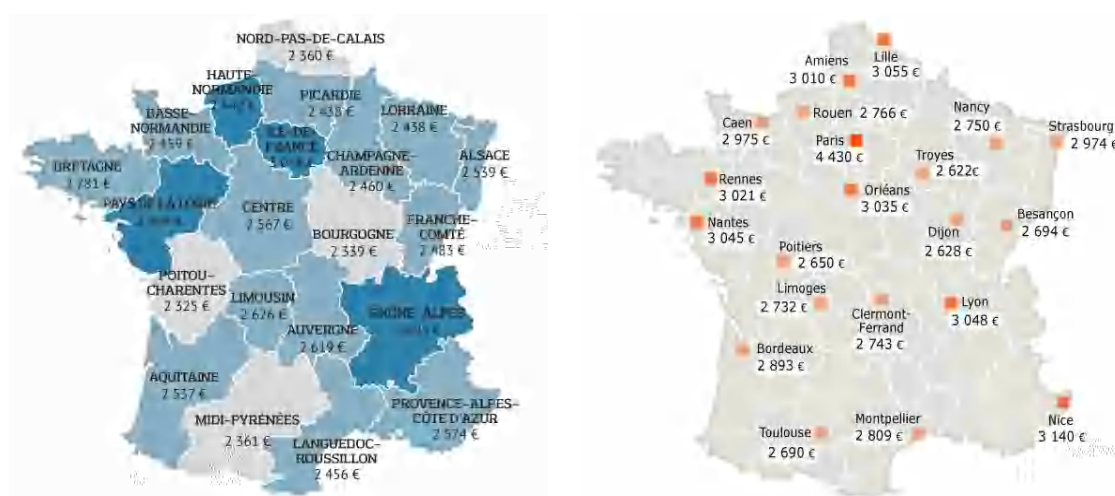 NORD-PAS-DE-CALAIS
2 360 €
HAUTE-
NORMANDIE
PICARDIE
2 438 €
LORRAINE
2 438 €
BASSE-
NORMANDIE
2 459 €
ILE-DE-
FRANCE
CHAMPAGNE-
ARDENNE
2 460 €
ALSACE
2 539 €
BRETAGNE
2 781 €
PAYS DE LA LOIRE
CENTRE
2 567 €
BOURGOGNE
2 339 €
FRANCHE-
COMTÉ
2 483 €
POITOU-
CHARENTES
2 325 €
LIMOUSIN
2 626 €
AUVERGNE
2 619 €
RHÔNE-ALPES
AQUITAINE
2 537 €
MIDI-PYRÉNÉES
2 361 €
LANGUEDOC-
ROUSSILLON
2 456 €
PROVENCE-ALPES-
CÔTE D'AZUR
2 574 €
Lille
3 055 €
Amiens
3 010 €
Rouen 2 766 €
Caen
2 975 €
Nancy
2 750 €
Strasbourg
2 974 €
Paris
4 430 €
Troyes
2 622€
Rennes
3 021 €
Orléans
3 035 €
Nantes
3 045 €
Besançon
2 694 €
Dijon
2 628 €
Poitiers
2 650 €
Limoges
2 732 €
Clermont-
Ferrand
2 743 €
Lyon
3 048 €
Bordeaux
2 893 €
Toulouse
2 690 €
Montpellier
2 809 €
Nice
3 140 €